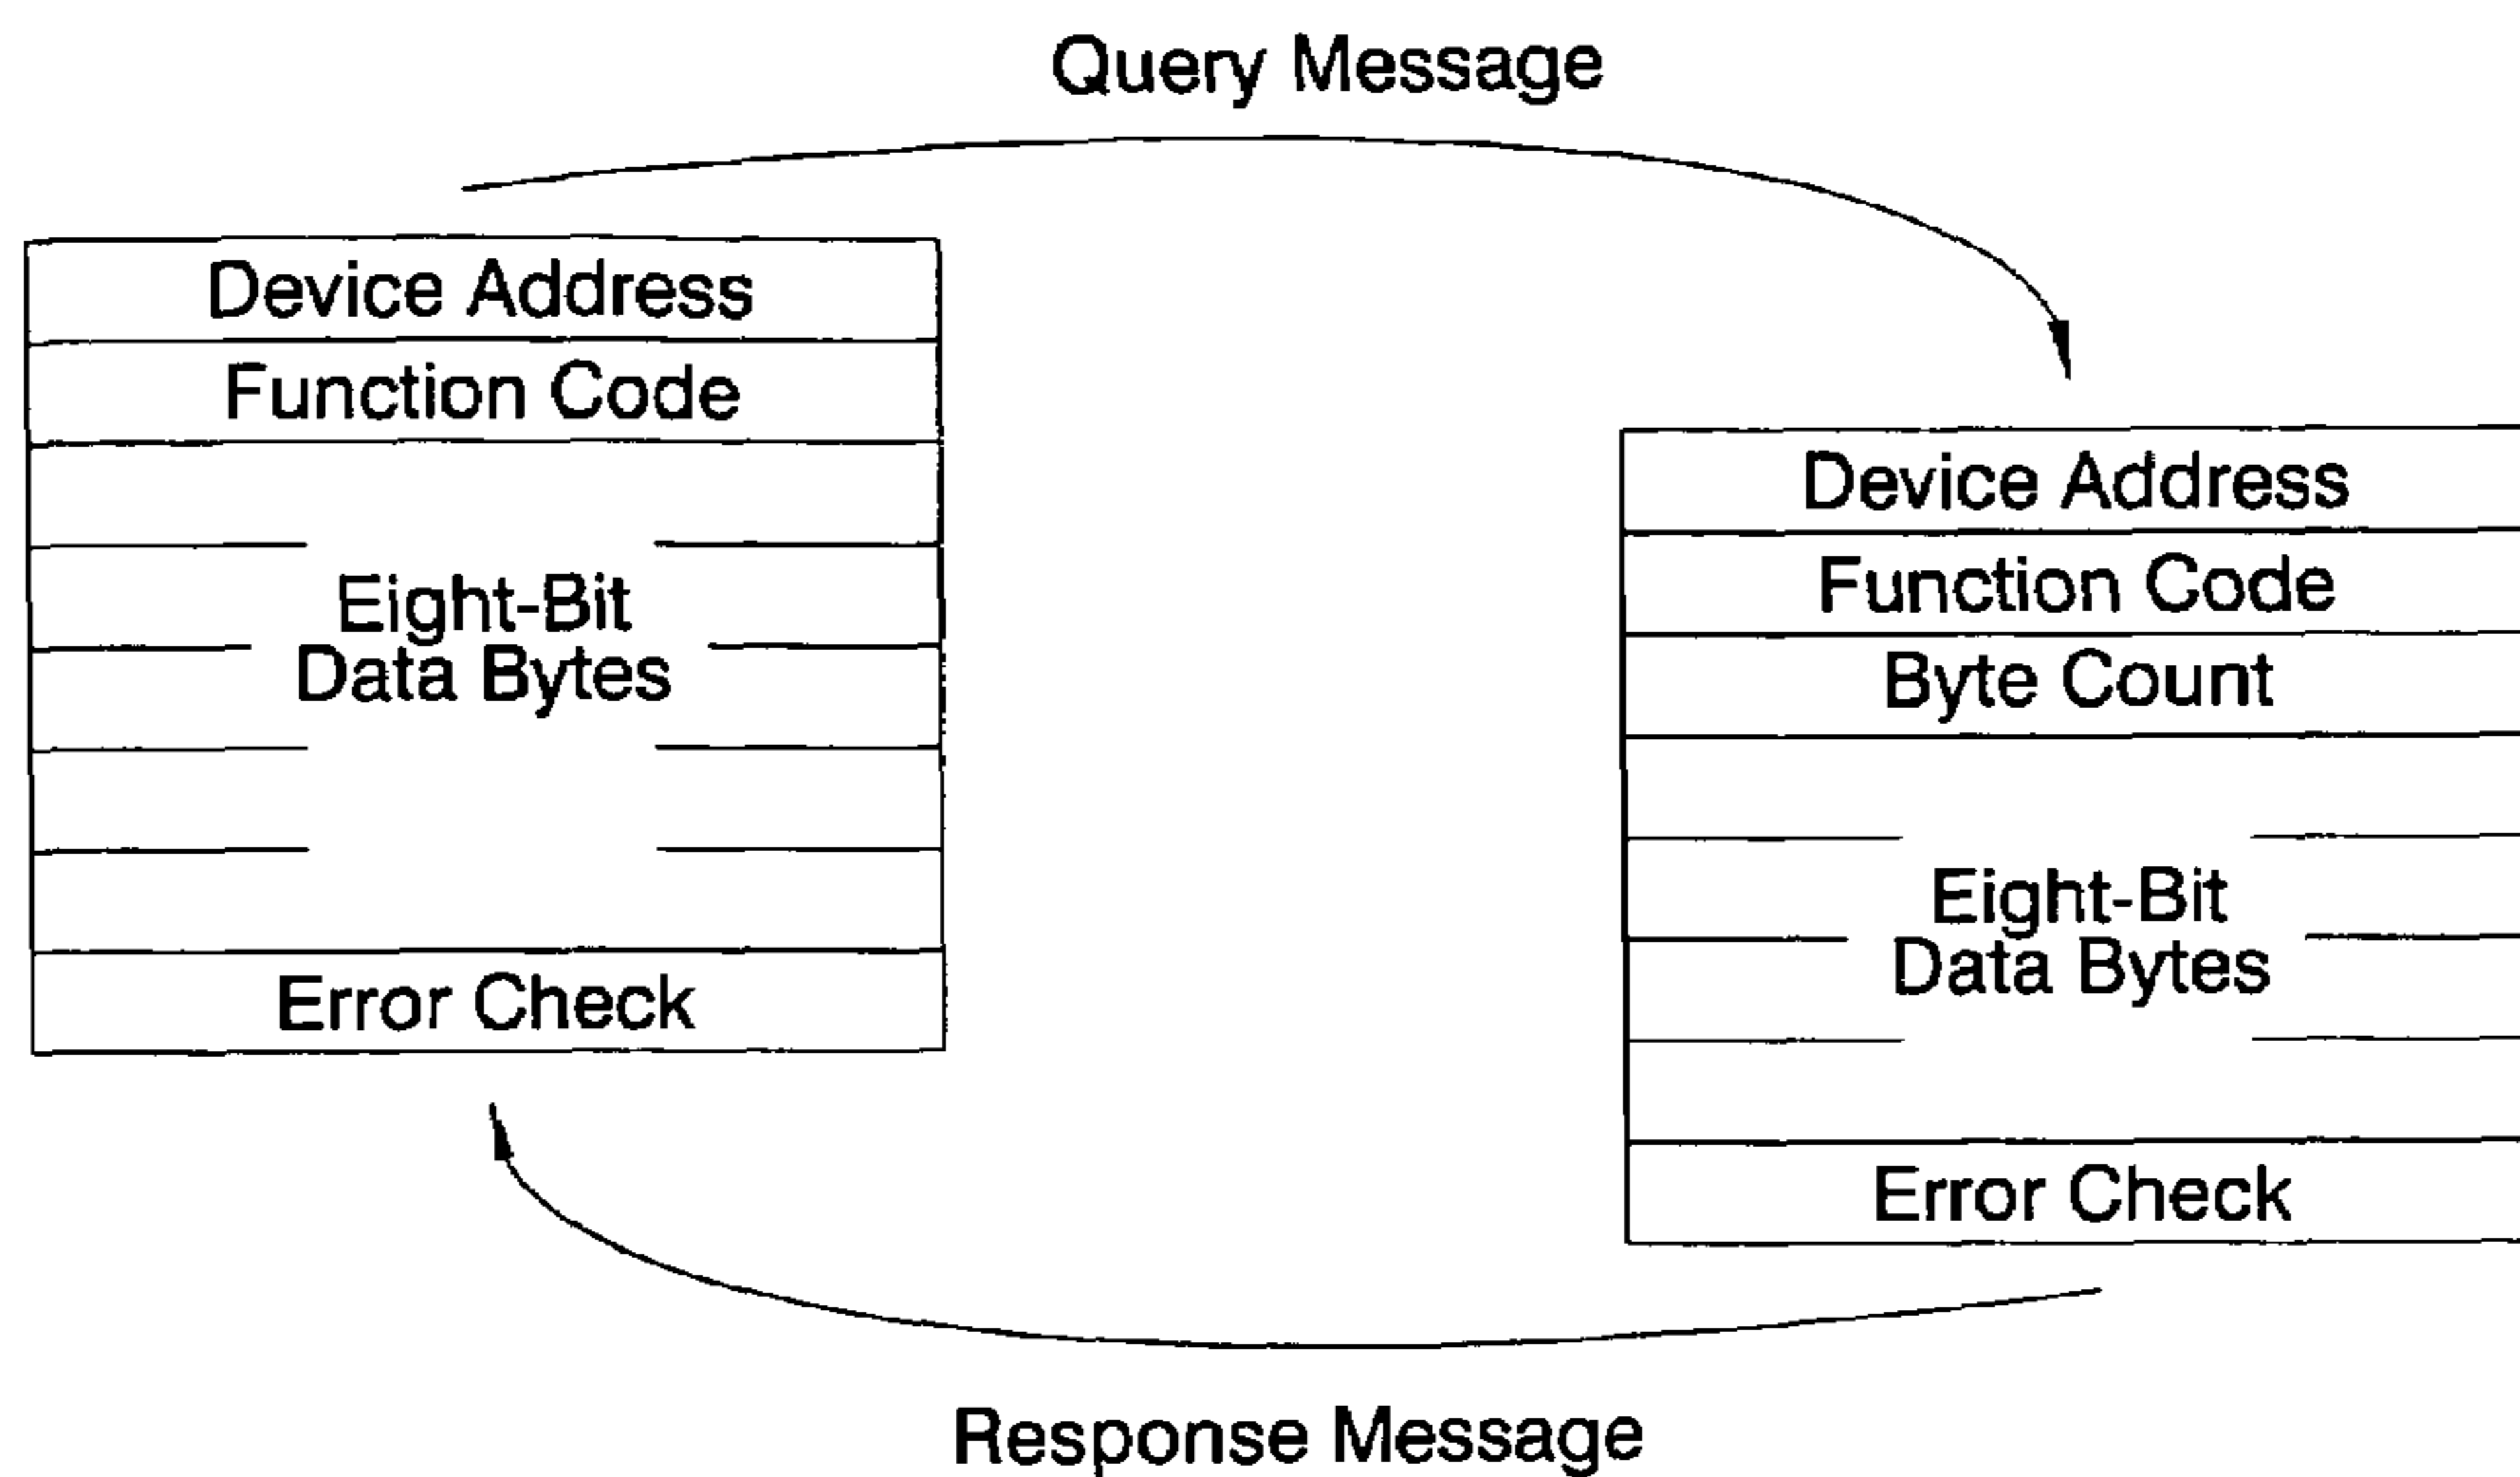 Query Message
Device Address
Function Code
Eight-Bit
Data Bytes
Error Check
Device Address
Function Code
Byte Count
Eight-Bit
Data Bytes
Error Check
Response Message